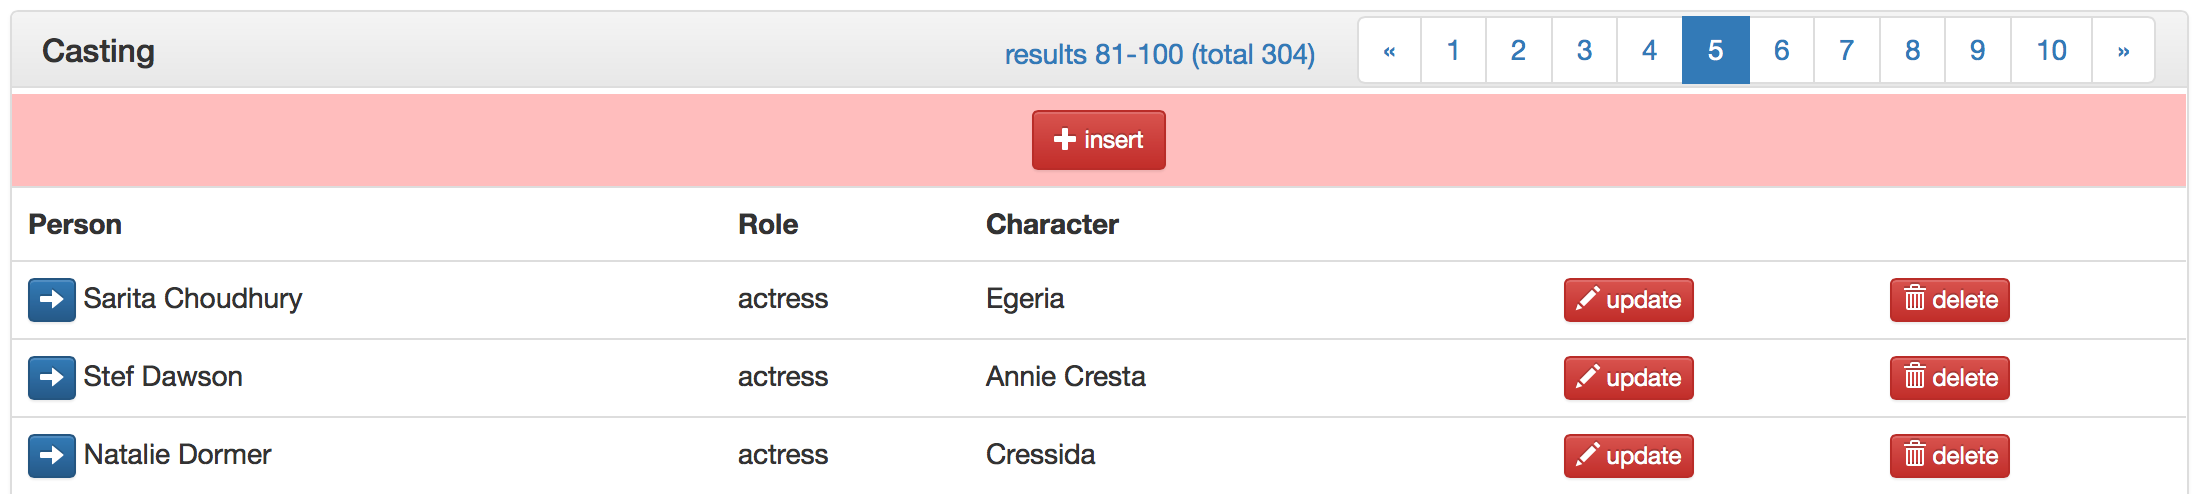 Casting results 81-100 (total 304) « 1 2 3 4 5 6 7 8 9 10 »
insert
Person Role Character
Sarita Choudhury actress Egeria update delete
Stef Dawson actress Annie Cresta update delete
Natalie Dormer actress Cressida update delete